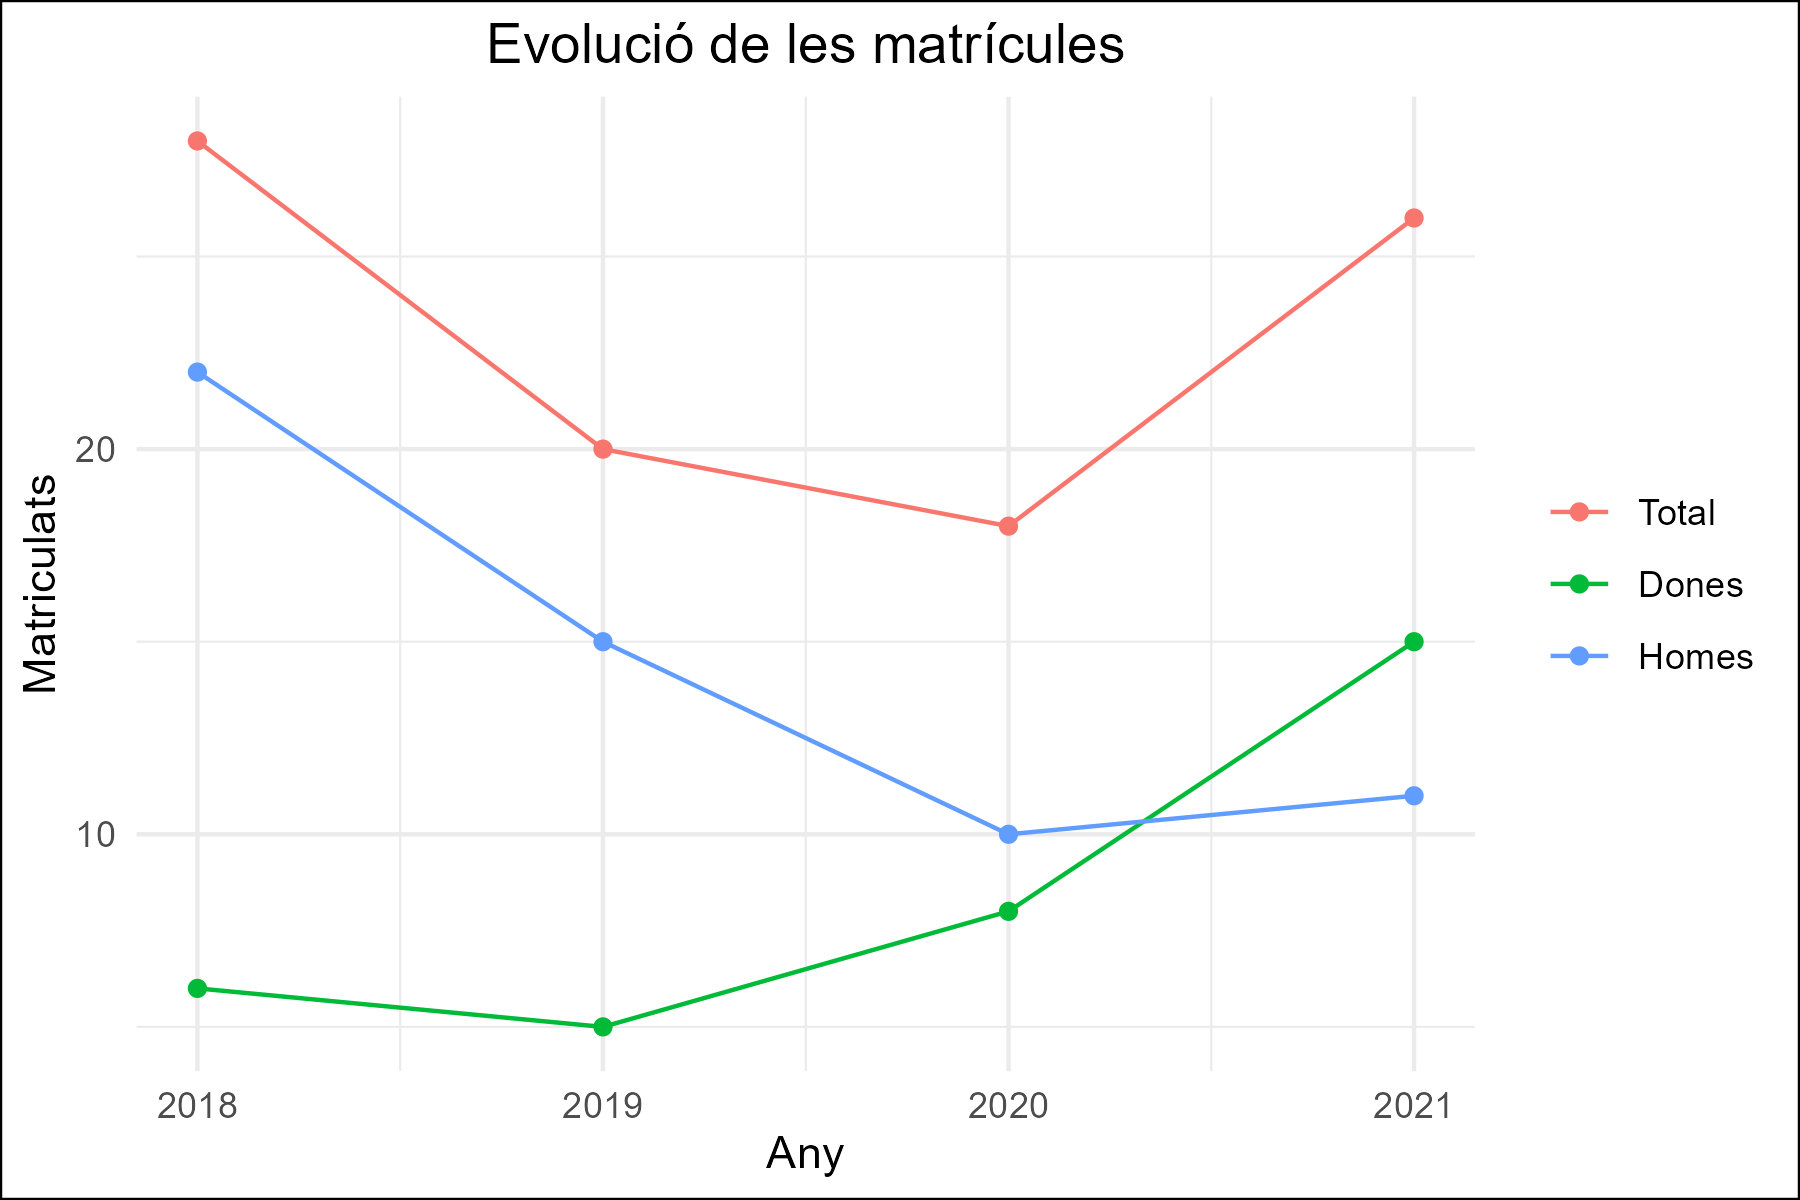 Evolució de les matrícules
Matriculats
20
10
2018
2019
2020
2021
Any
Total
Dones
Homes